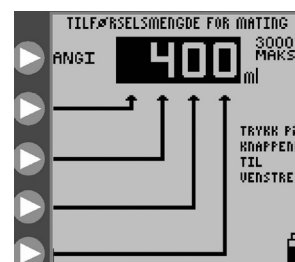 TILFØRSELSMENGDE FOR MATING
3000
MAKS
ANGI
400
ml
TRYKK PÅ
KNAPPEN
TIL
VENSTRE